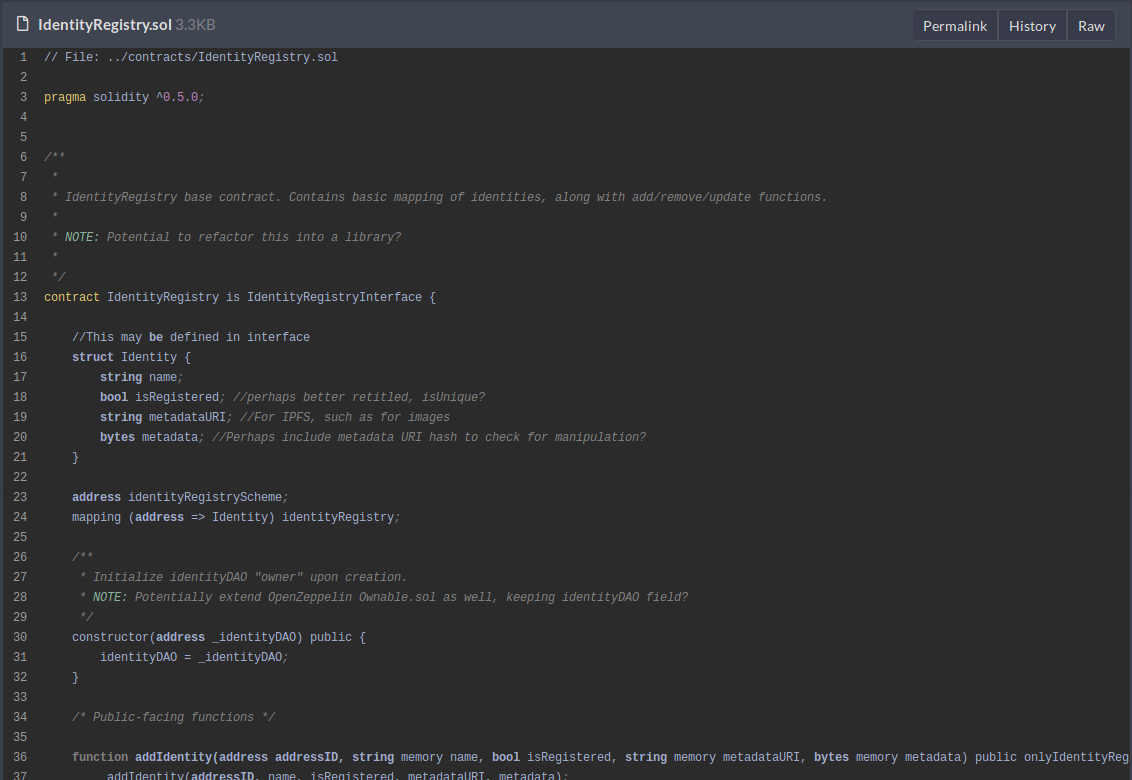 IdentityRegistry.sol 3.3KB Permalink History Raw
1 // File: ../contracts/IdentityRegistry.sol
2
3 pragma solidity ^0.5.0;
4
5
6 /**
7 *
8 * IdentityRegistry base contract. Contains basic mapping of identities, along with add/remove/update functions.
9 *
10 * NOTE: Potential to refactor this into a library?
11 *
12 */
13 contract IdentityRegistry is IdentityRegistryInterface {
14
15 //This may be defined in interface
16 struct Identity {
17 string name;
18 bool isRegistered; //perhaps better retitled, isUnique?
19 string metadataURI; //For IPFS, such as for images
20 bytes metadata; //Perhaps include metadata URI hash to check for manipulation?
21 }
22
23 address identityRegistryScheme;
24 mapping (address => Identity) identityRegistry;
25
26 /**
27 * Initialize identityDAO "owner" upon creation.
28 * NOTE: Potentially extend OpenZeppelin Ownable.sol as well, keeping identityDAO field?
29 */
30 constructor(address _identityDAO) public {
31 identityDAO = _identityDAO;
32 }
33
34 /* Public-facing functions */
35
36 function addIdentity(address addressID, string memory name, bool isRegistered, string memory metadataURI, bytes memory metadata) public onlyIdentityReg
37 addIdentity(addressID, name, isRegistered, metadataURI, metadata);